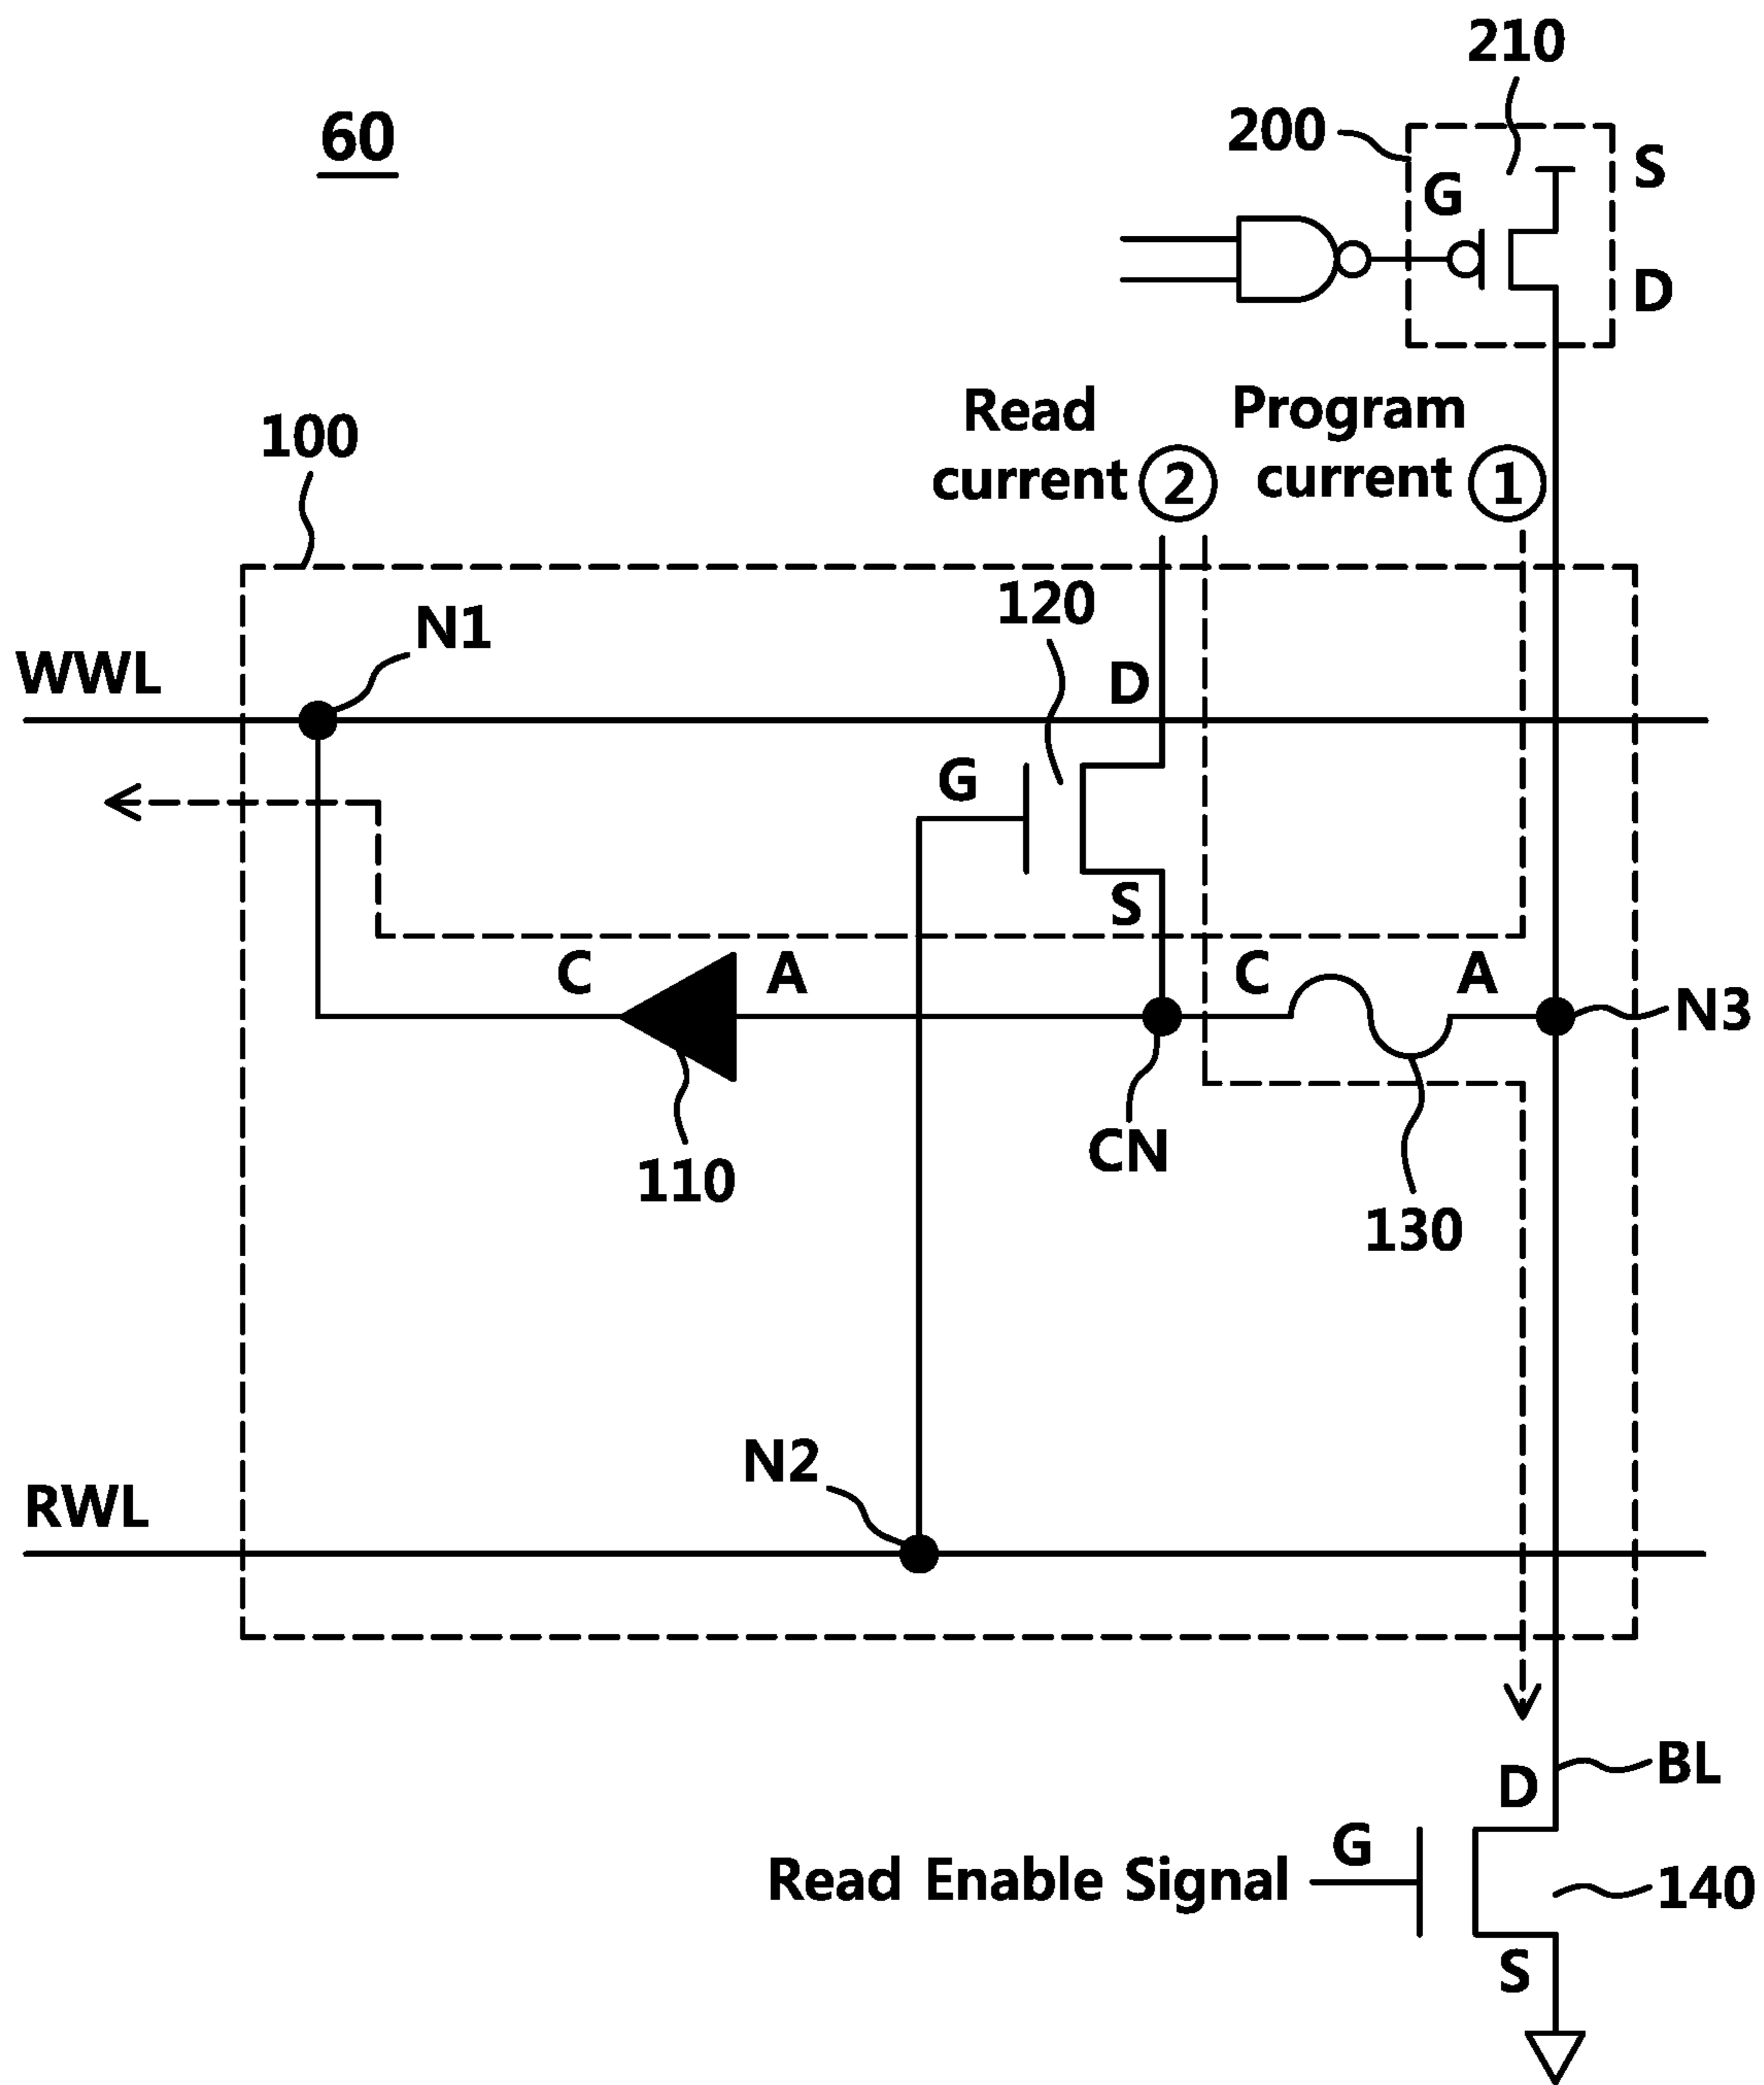 210
60
200
S
G
D
Read
current ②
Program
current ①
100
120
N1
WWL
D
G
S
C
A
C
A
N3
CN
110
130
N2
RWL
BL
D
G
Read Enable Signal
140
S